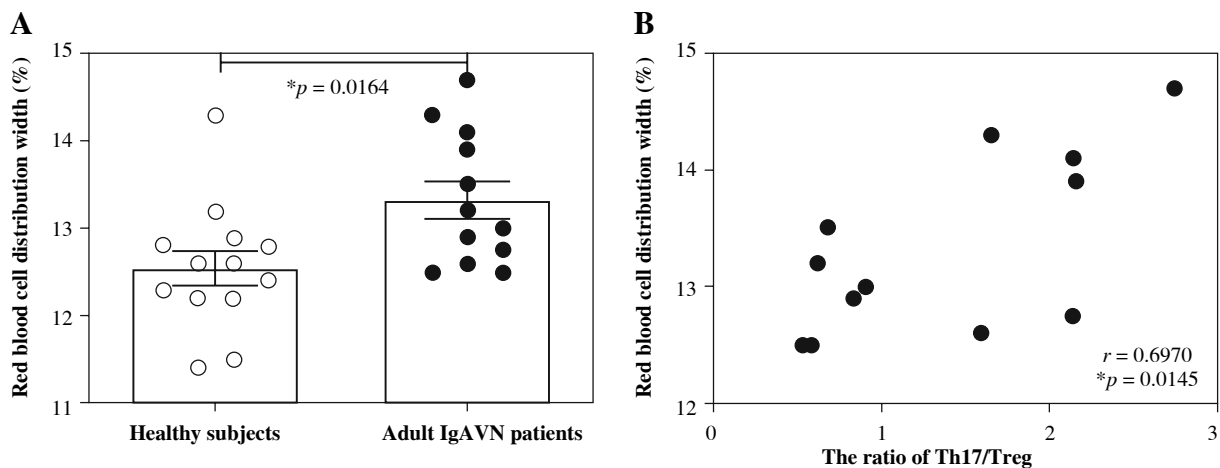 A
Red blood cell distribution width (%)
15
14
13
12
11
*p = 0.0164
Healthy subjects
Adult IgAVN patients
B
Red blood cell distribution width (%)
15
14
13
12
r = 0.6970
*p = 0.0145
0
1
2
3
The ratio of Th17/Treg